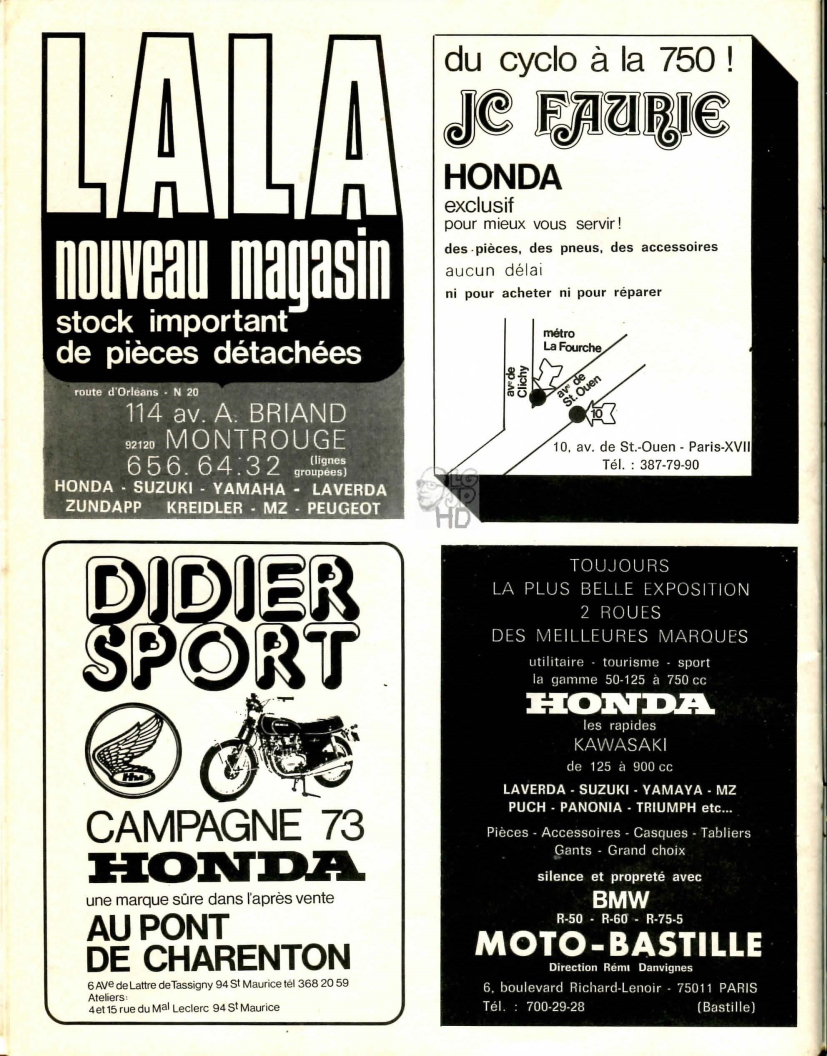 LALA
nouveau magasin
stock important
de pièces détachées
route d'Orléans - N 20
114 av. A. BRIAND
92120 MONTROUGE
656.64.32 (lignes groupées)
HONDA - SUZUKI - YAMAHA - LAVERDA
ZUNDAPP KREIDLER - MZ - PEUGEOT
du cyclo à la 750 !
JC FAURIE
HONDA
exclusif
pour mieux vous servir!
des pièces, des pneus, des accessoires
aucun délai
ni pour acheter ni pour réparer
métro
La Fourche
av^e de
Clichy
av^e de
St. Ouen
10
10, av. de St.-Ouen - Paris-XVII
Tél. : 387-79-90
LG
JD
HD
DIDIER
SPORT
HM
CAMPAGNE 73
HONDA
une marque sûre dans l'après vente
AU PONT
DE CHARENTON
6 AVe de Lattre de Tassigny 94 St Maurice tél 368 20 59
Ateliers:
4 et 15 rue du Mal Leclerc 94 St Maurice
TOUJOURS
LA PLUS BELLE EXPOSITION
2 ROUES
DES MEILLEURES MARQUES
utilitaire - tourisme - sport
la gamme 50-125 à 750 cc
HONDA
les rapides
KAWASAKI
de 125 à 900 cc
LAVERDA - SUZUKI - YAMAYA - MZ
PUCH - PANONIA - TRIUMPH etc...
Pièces - Accessoires - Casques - Tabliers
Gants - Grand choix
silence et propreté avec
BMW
R-50 - R-60 - R-75-5
MOTO-BASTILLE
Direction Rémi Danvignes
6, boulevard Richard-Lenoir - 75011 PARIS
Tél. : 700-29-28 (Bastille)